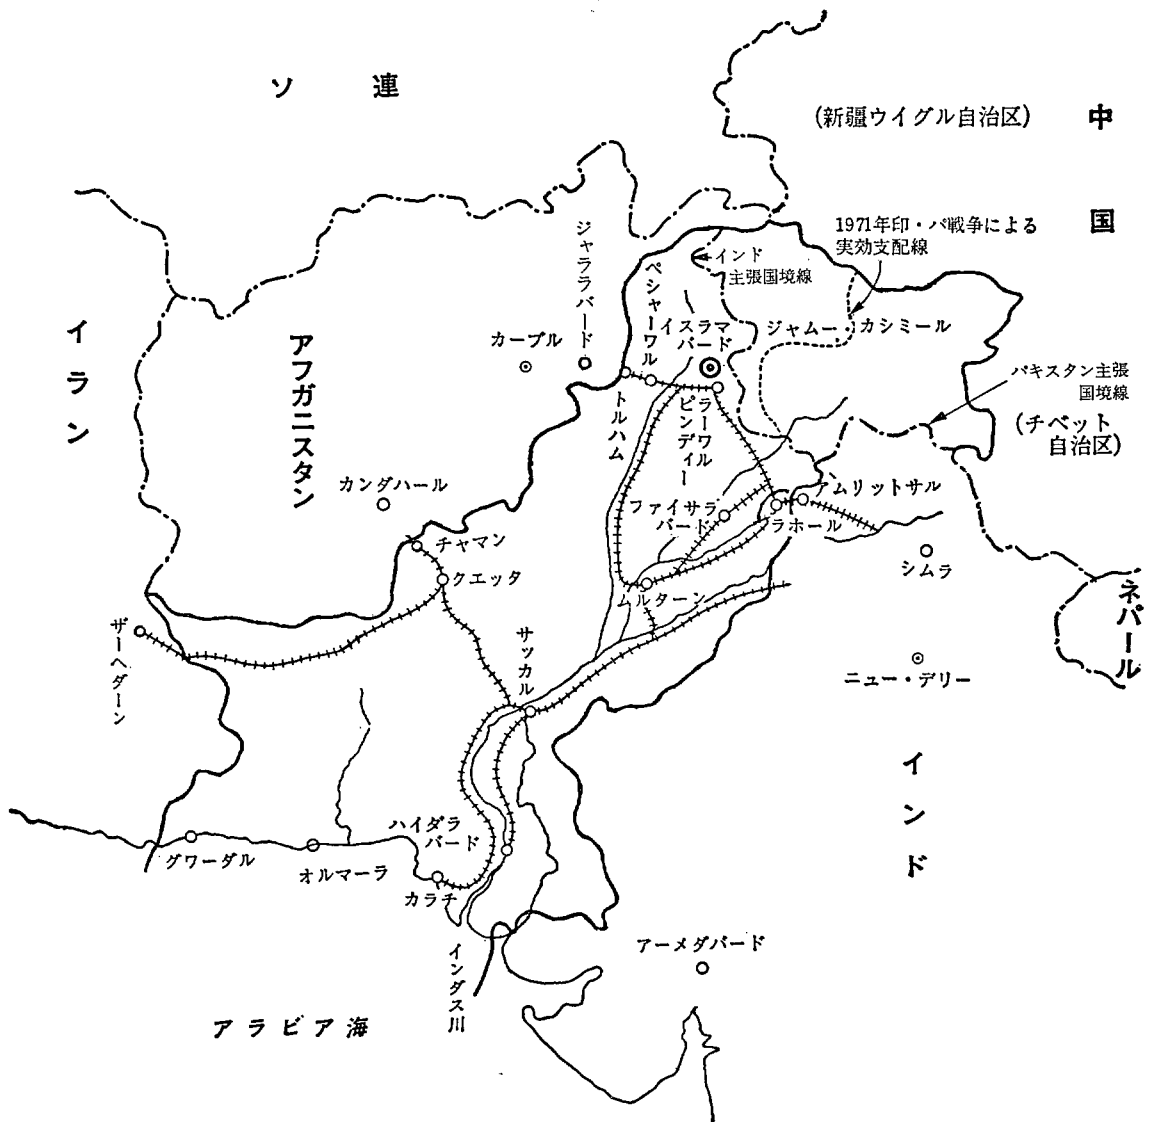 ソ連
(新疆ウイグル自治区)
中国
1971年印・パ戦争による
実効支配線
インド
主張国境線
ジャララバード
ペシャーワル
イスラマ
バード
ジャムー・カシミール
カーブル
イラン
アフガニスタン
トルハム
ラーワル
ピンディー
パキスタン主張
国境線
(チベット
自治区)
カンダハール
ファイサラ
バード
アムリットサル
ラホール
チャマン
クエッタ
シムラ
ムルターン
ネパール
ザーヘダーン
サッカル
ニュー・デリー
インド
ハイダラ
バード
グワーダル
オルマーラ
カラチ
インダス川
アーメダバード
アラビア海